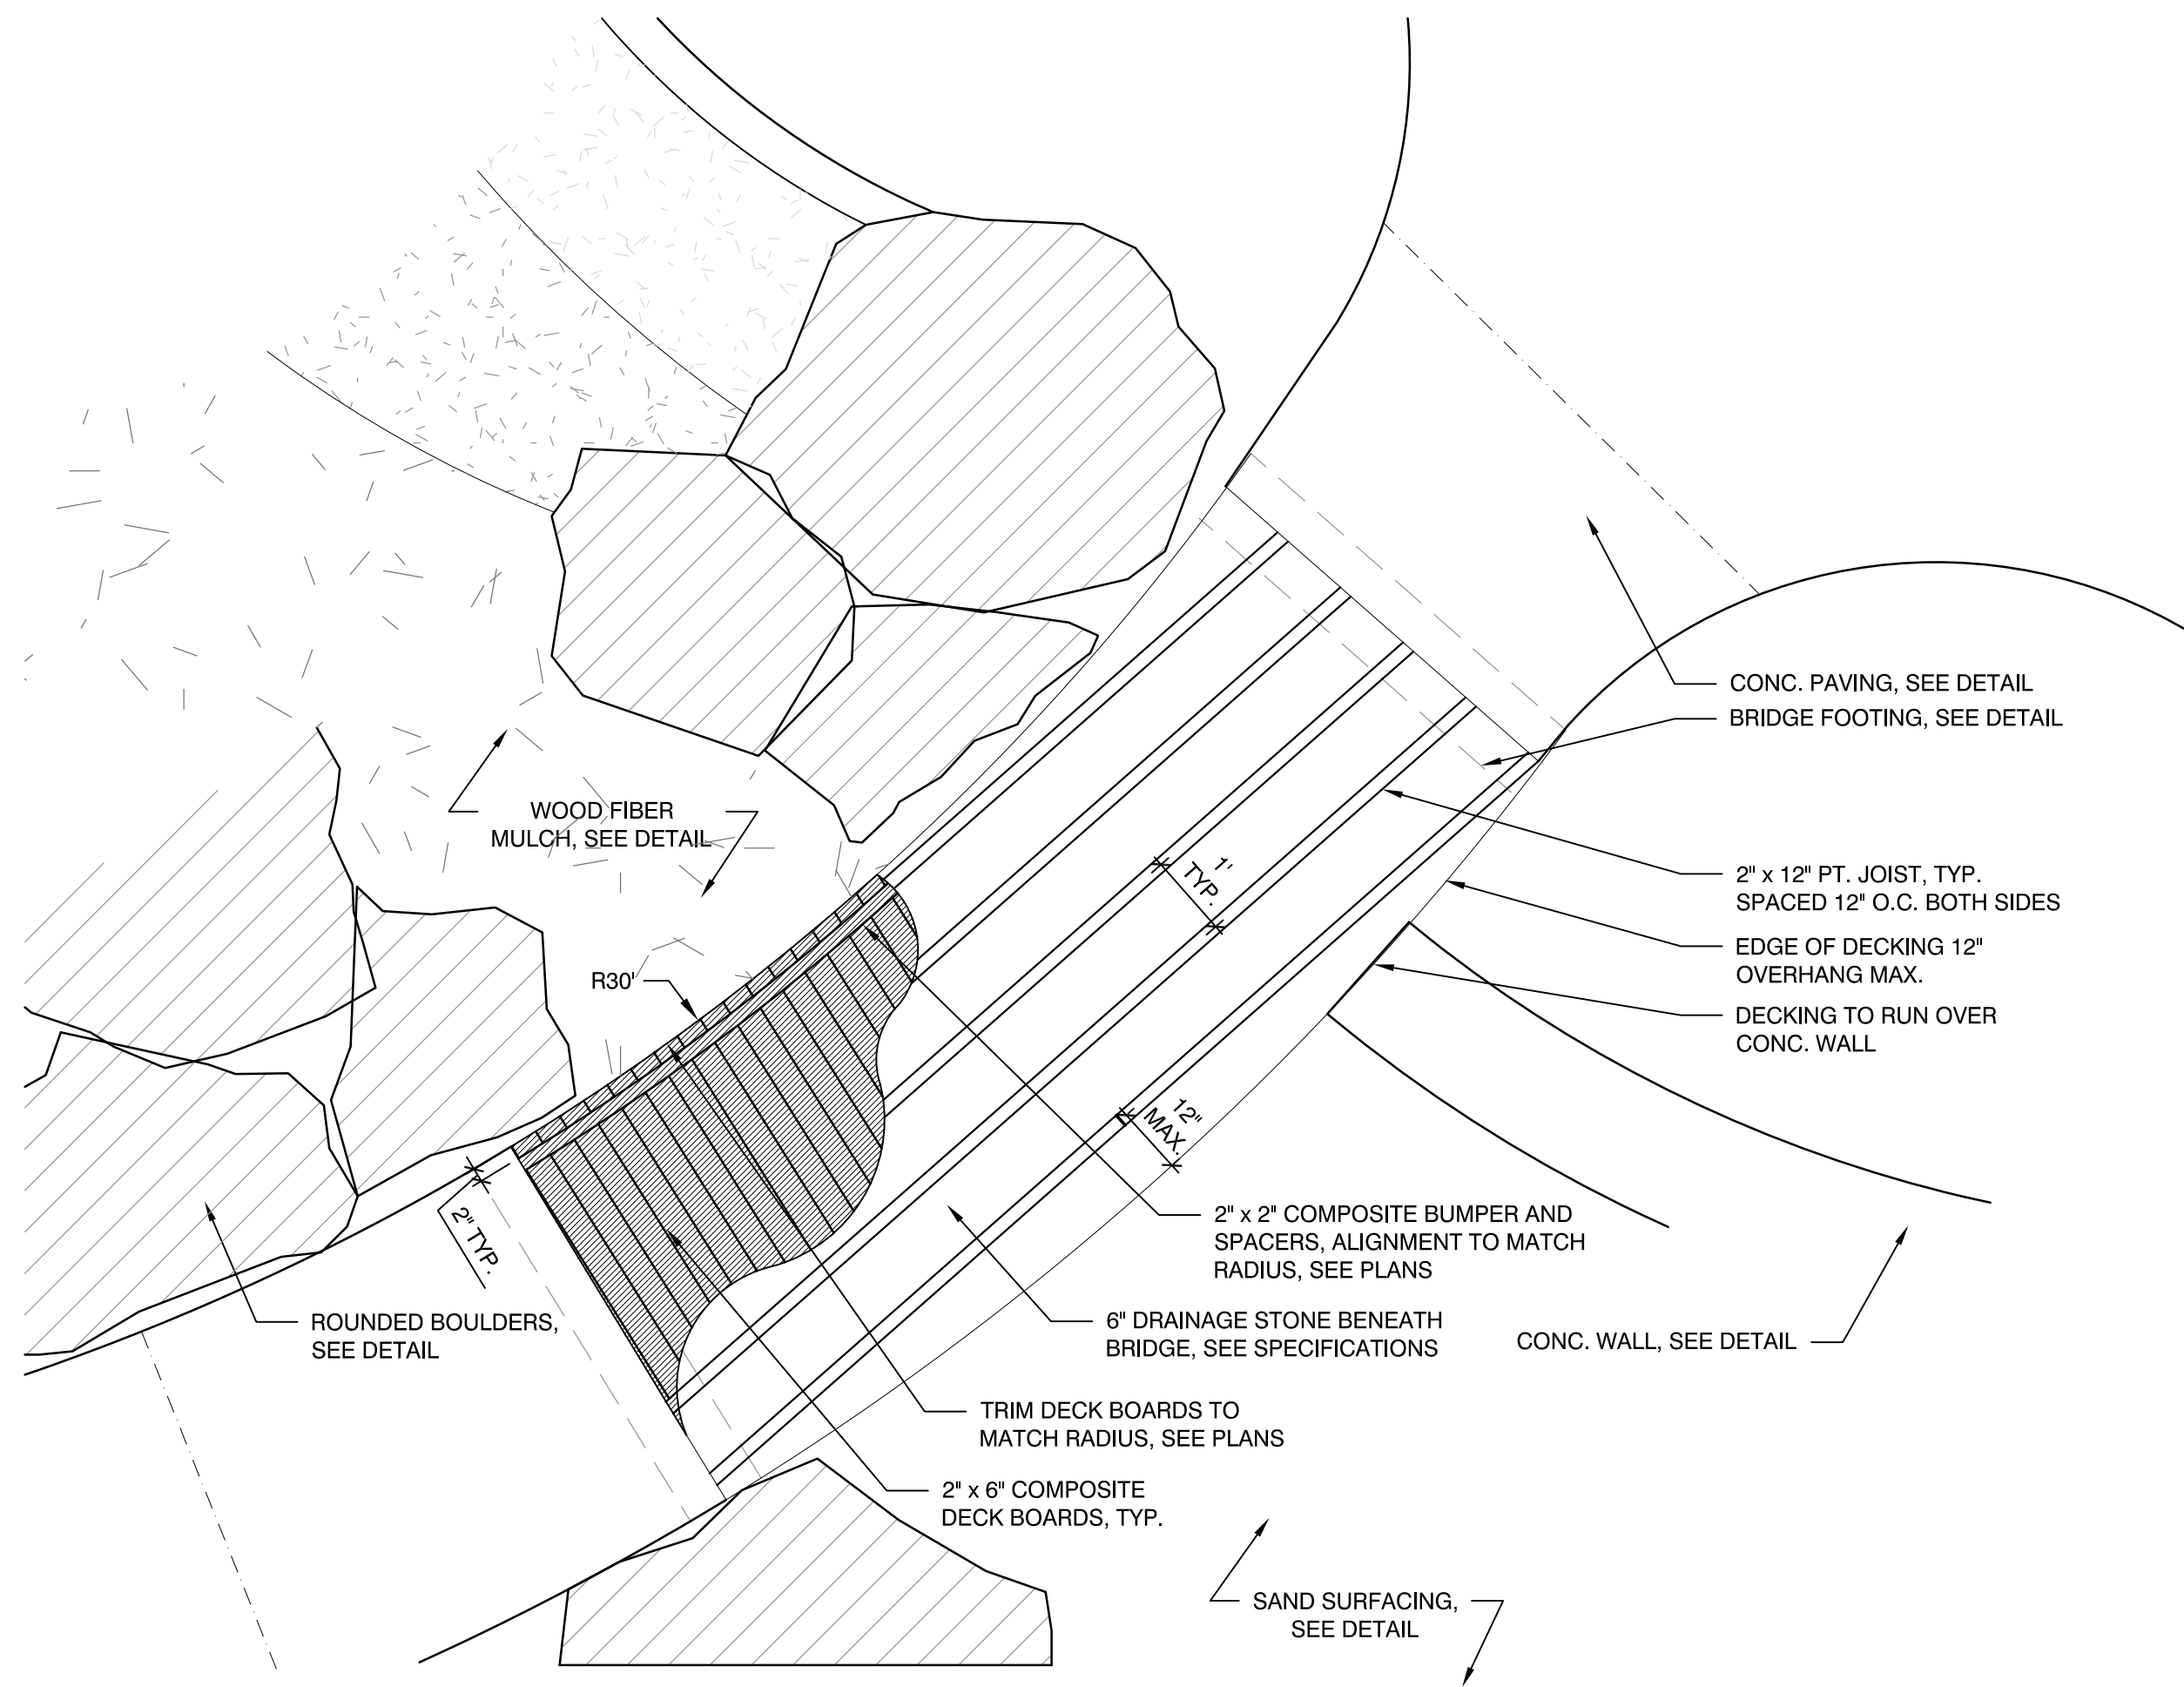 CONC. PAVING, SEE DETAIL
BRIDGE FOOTING, SEE DETAIL
WOOD FIBER
MULCH, SEE DETAIL
1'
TYP.
2" x 12" PT. JOIST, TYP.
SPACED 12" O.C. BOTH SIDES
EDGE OF DECKING 12"
OVERHANG MAX.
R30'
DECKING TO RUN OVER
CONC. WALL
12"
MAX.
2" TYP.
2" x 2" COMPOSITE BUMPER AND
SPACERS, ALIGNMENT TO MATCH
RADIUS, SEE PLANS
ROUNDED BOULDERS,
SEE DETAIL
6" DRAINAGE STONE BENEATH
BRIDGE, SEE SPECIFICATIONS
CONC. WALL, SEE DETAIL
TRIM DECK BOARDS TO
MATCH RADIUS, SEE PLANS
2" x 6" COMPOSITE
DECK BOARDS, TYP.
SAND SURFACING,
SEE DETAIL